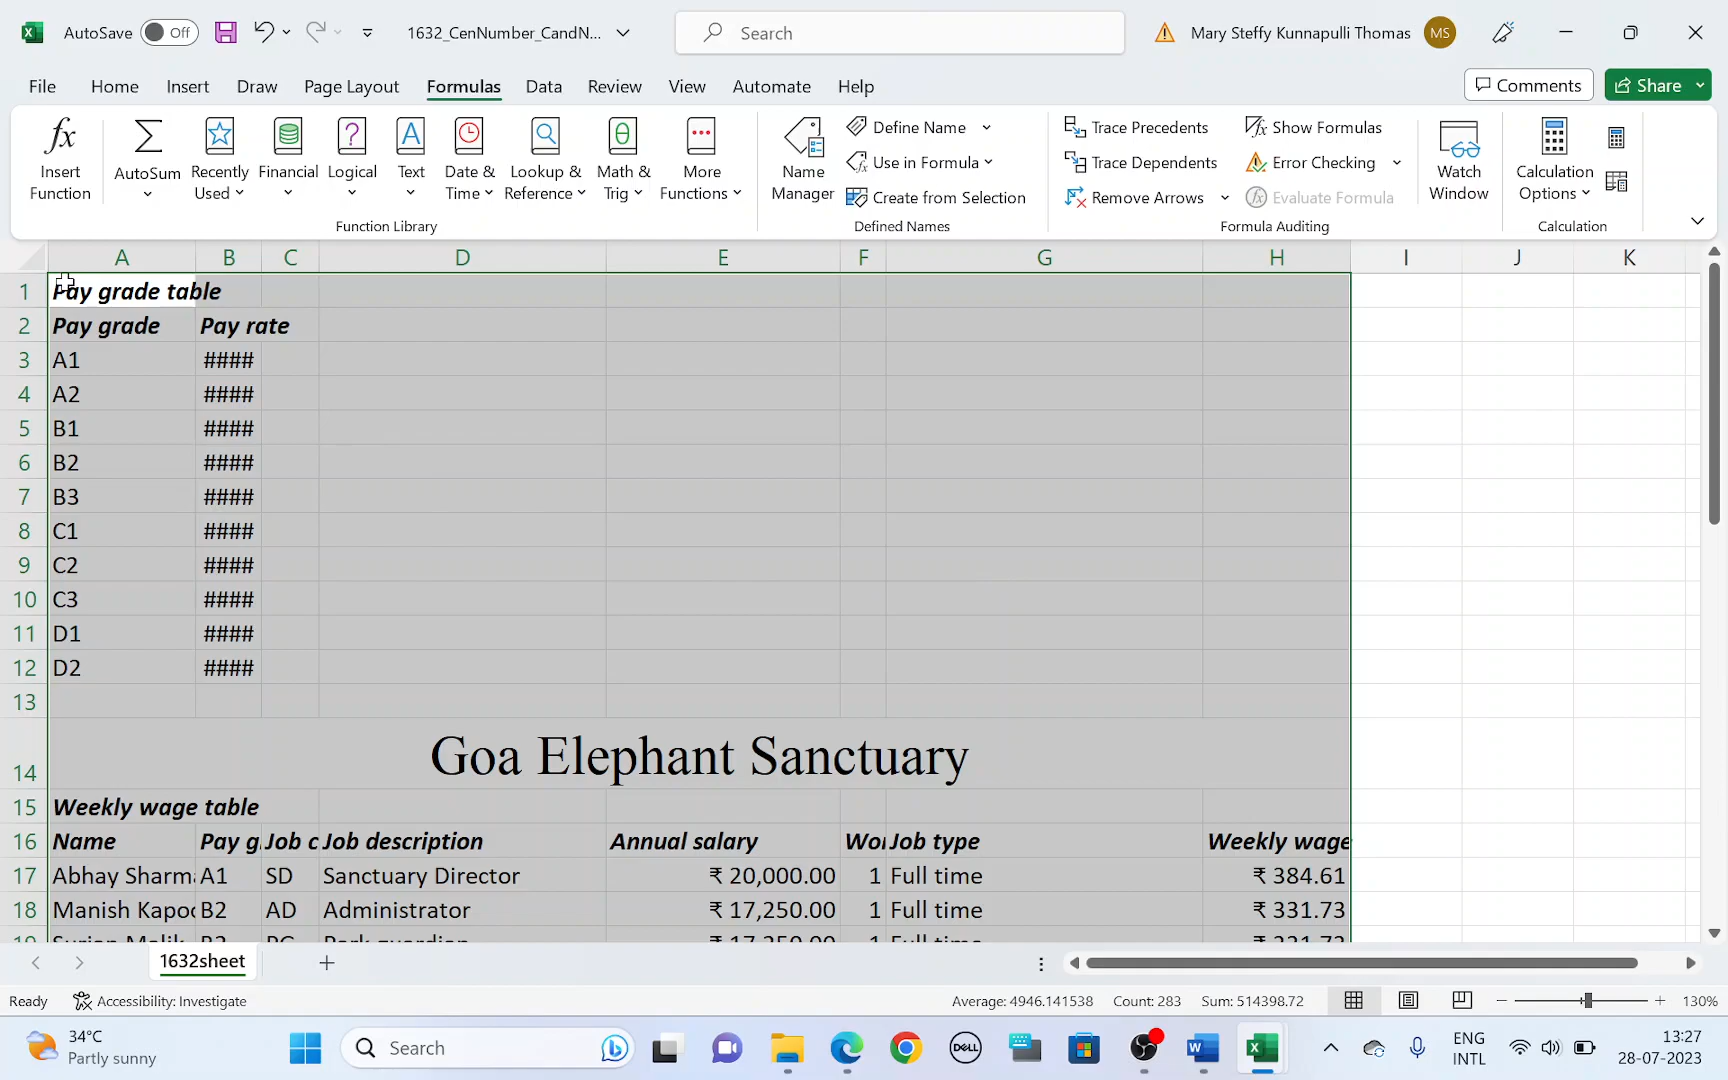 AutoSave Off 1632_CenNumber_CandN... Search Mary Steffy Kunnapulli Thomas MS
File Home Insert Draw Page Layout Formulas Data Review View Automate Help Comments Share
Insert Function
AutoSum
Recently Used
Financial
Logical
Text
Date & Time
Lookup & Reference
Math & Trig
More Functions
Function Library
Name Manager
Define Name
Use in Formula
Create from Selection
Defined Names
Trace Precedents
Trace Dependents
Remove Arrows
Show Formulas
Error Checking
Evaluate Formula
Formula Auditing
Watch Window
Calculation Options
Calculation
A B C D E F G H I J K
1 Pay grade table
2 Pay grade Pay rate
3 A1 ####
4 A2 ####
5 B1 ####
6 B2 ####
7 B3 ####
8 C1 ####
9 C2 ####
10 C3 ####
11 D1 ####
12 D2 ####
13
14 Goa Elephant Sanctuary
15 Weekly wage table
16 Name Pay g Job c Job description Annual salary Wo Job type Weekly wage
17 Abhay Sharm A1 SD Sanctuary Director ₹ 20,000.00 1 Full time ₹ 384.61
18 Manish Kapoo B2 AD Administrator ₹ 17,250.00 1 Full time ₹ 331.73
1632sheet
Ready Accessibility: Investigate Average: 4946.141538 Count: 283 Sum: 514398.72 130%
34°C
Partly sunny
Search
DELL
ENG
INTL
13:27
28-07-2023